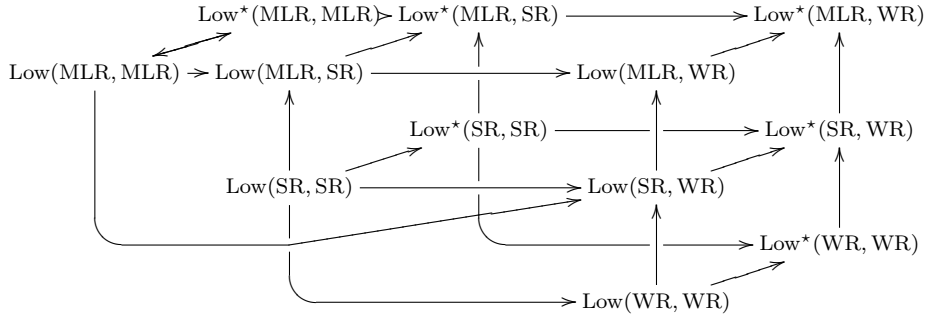 Low⋆(MLR, MLR) Low⋆(MLR, SR) Low⋆(MLR, WR)
Low(MLR, MLR) Low(MLR, SR) Low(MLR, WR)
Low⋆(SR, SR) Low⋆(SR, WR)
Low(SR, SR) Low(SR, WR)
Low⋆(WR, WR)
Low(WR, WR)